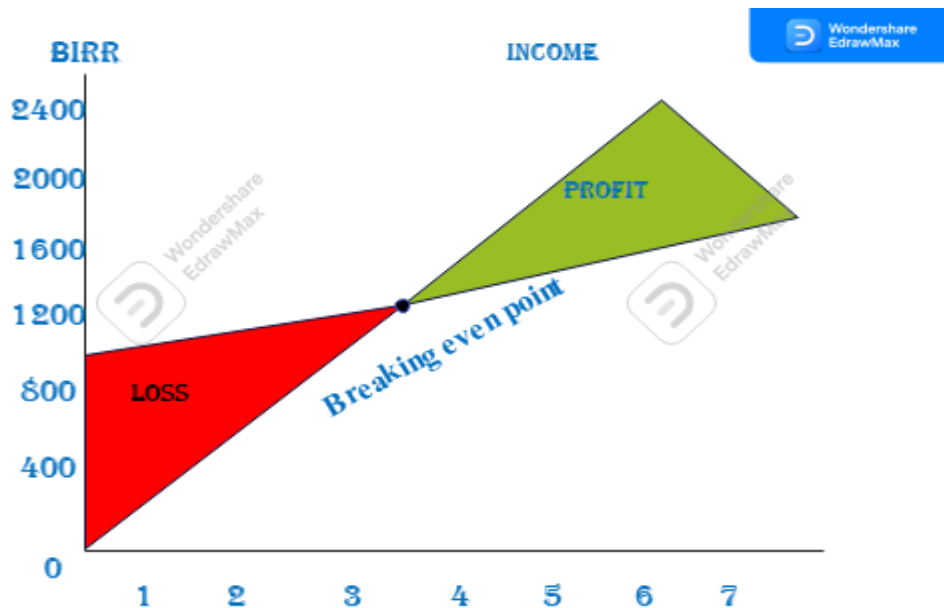 BIRR
INCOME
Wondershare
EdrawMax
2400
2000
1600
1200
800
400
0
PROFIT
LOSS
Breaking even point
Wondershare
EdrawMax
Wondershare
EdrawMax
1 2 3 4 5 6 7